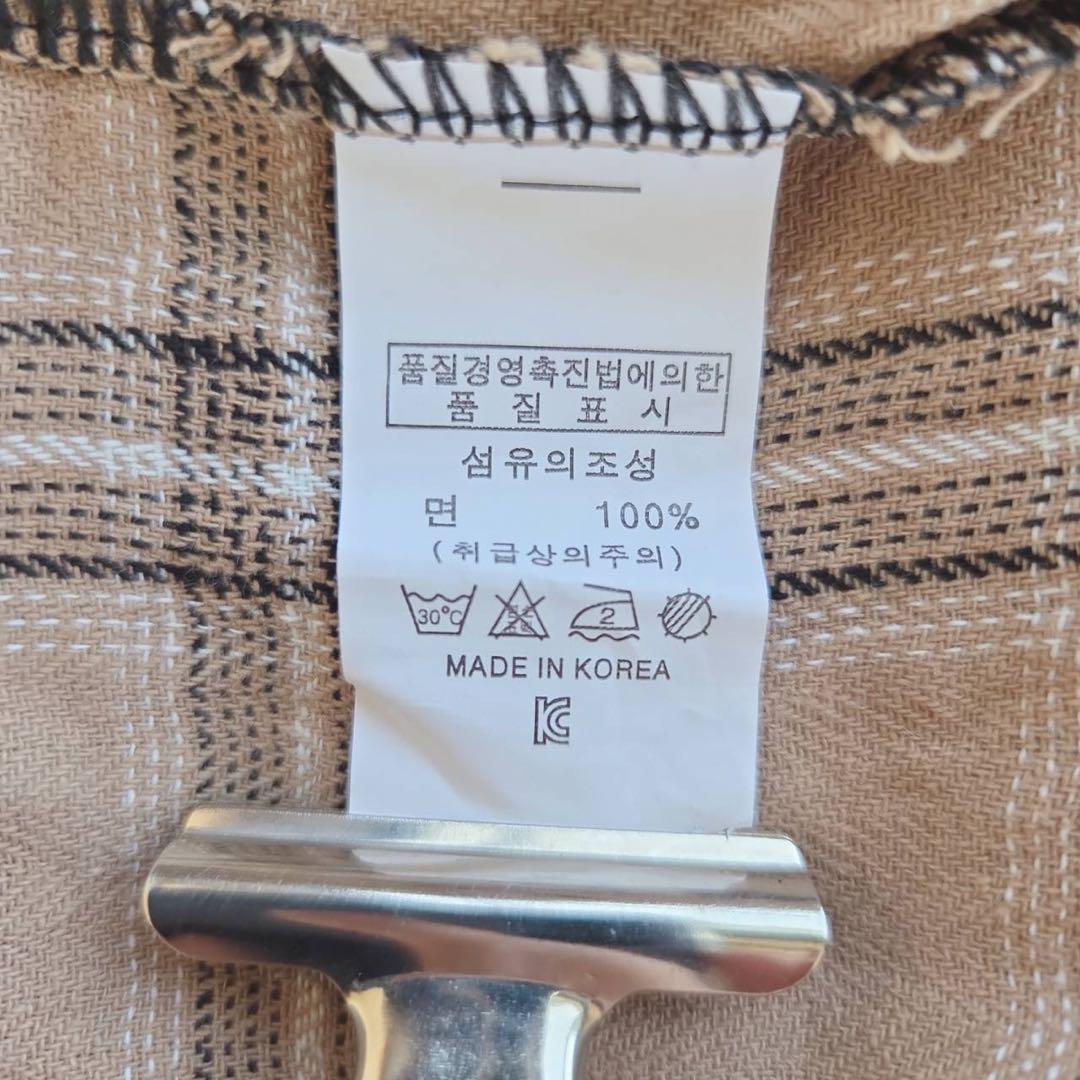 품질경영촉진법에의한
품 질 표 시
섬유의조성
면 100%
(취급상의주의)
30°C 2
MADE IN KOREA
KC